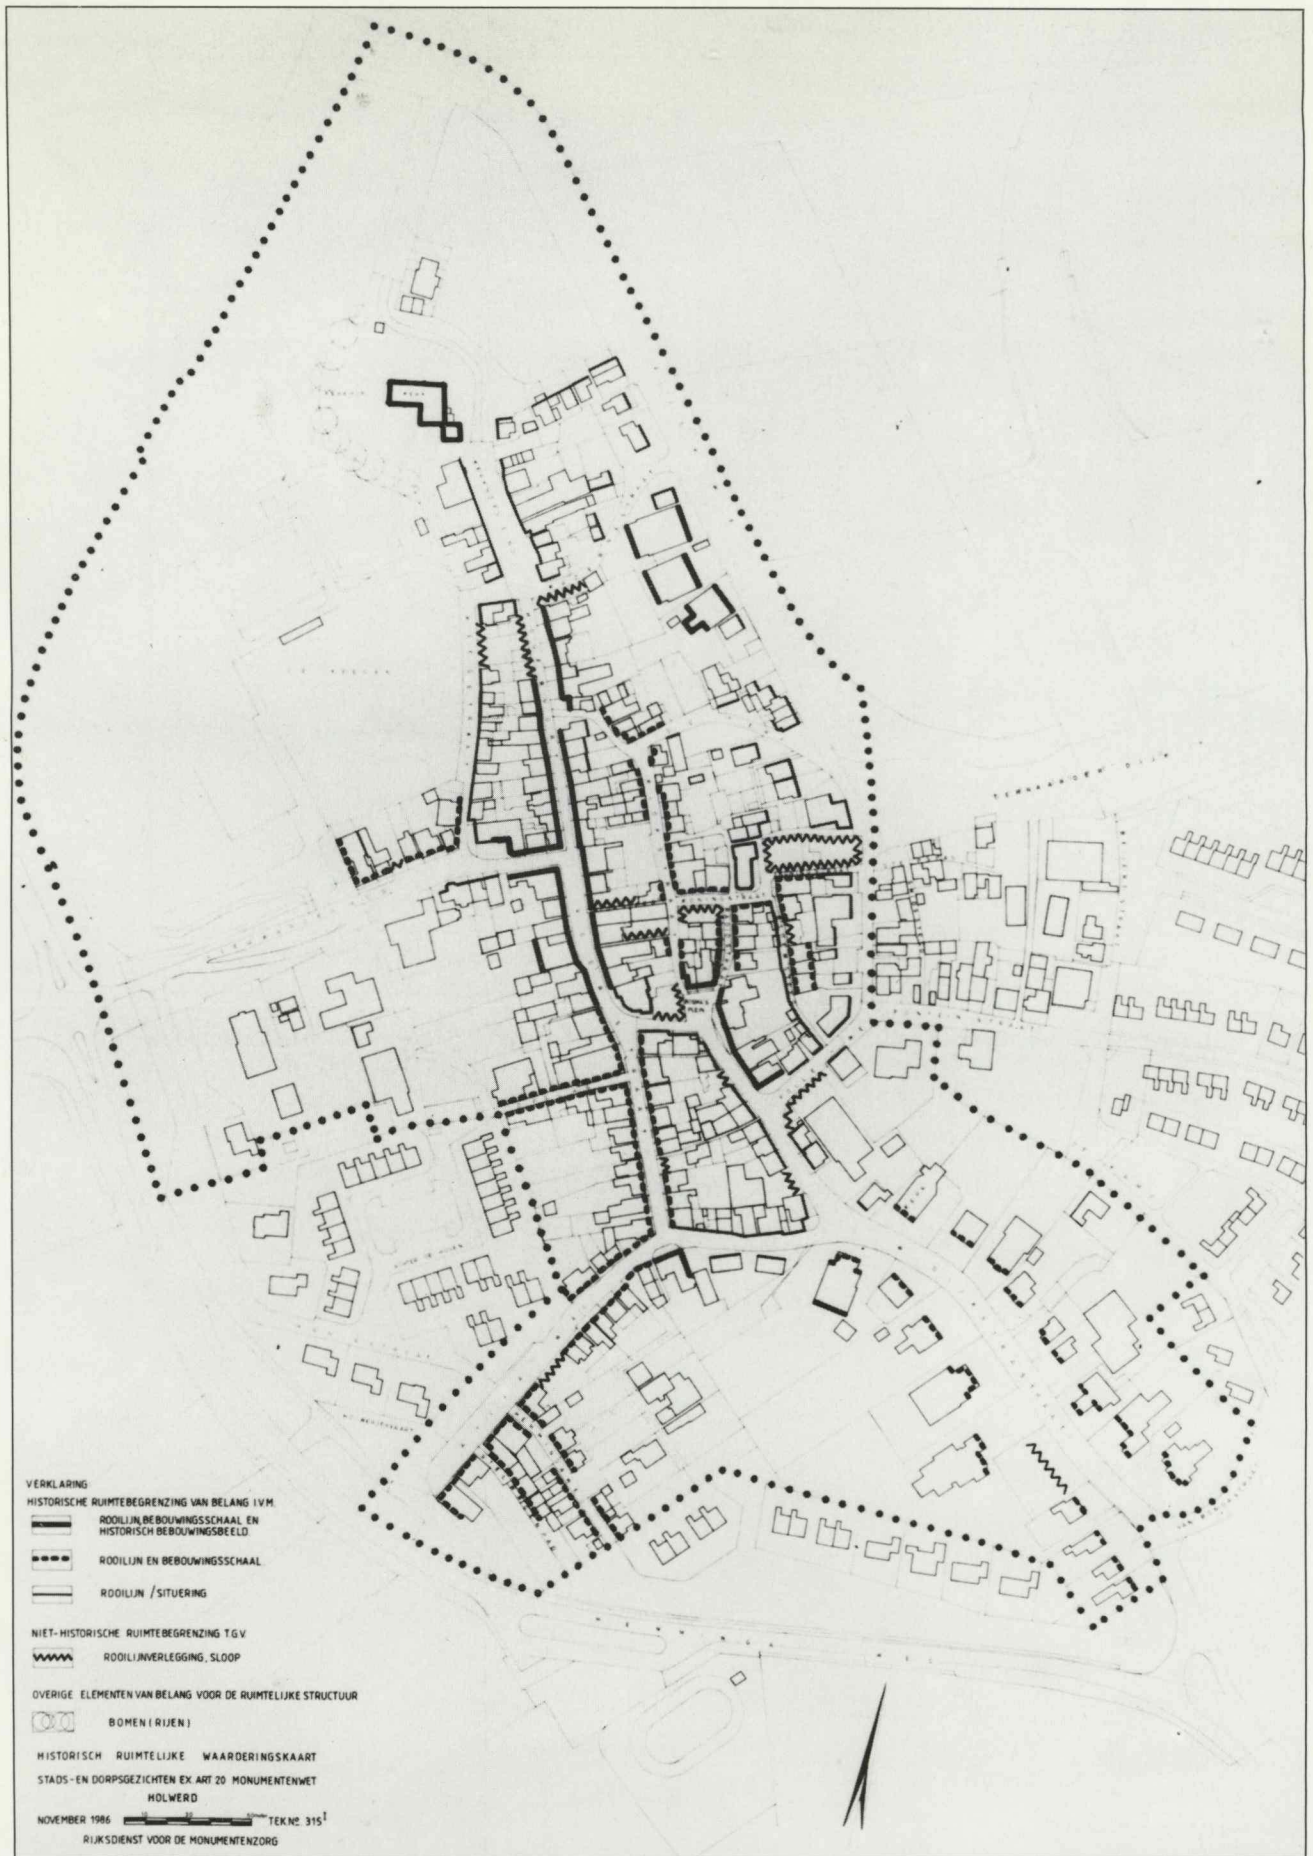 VERKLARING
HISTORISCHE RUIMTEBEGRENZING VAN BELANG I.V.M.
ROOILIJN, BEBOUWINGSSCHAAL EN
HISTORISCH BEBOUWINGSBEELD
ROOILIJN EN BEBOUWINGSSCHAAL
ROOILIJN / SITUERING
NIET-HISTORISCHE RUIMTEBEGRENZING T.G.V.
ROOILIJNVERLEGGING, SLOOP
OVERIGE ELEMENTEN VAN BELANG VOOR DE RUIMTELIJKE STRUCTUUR
BOMEN (RIJEN)
HISTORISCH RUIMTELIJKE WAARDERINGSKAART
STADS- EN DORPSGEZICHTEN EX. ART 20 MONUMENTENWET
HOLWERD
NOVEMBER 1986 TEK.Nº. 315 I
RIJKSDIENST VOOR DE MONUMENTENZORG